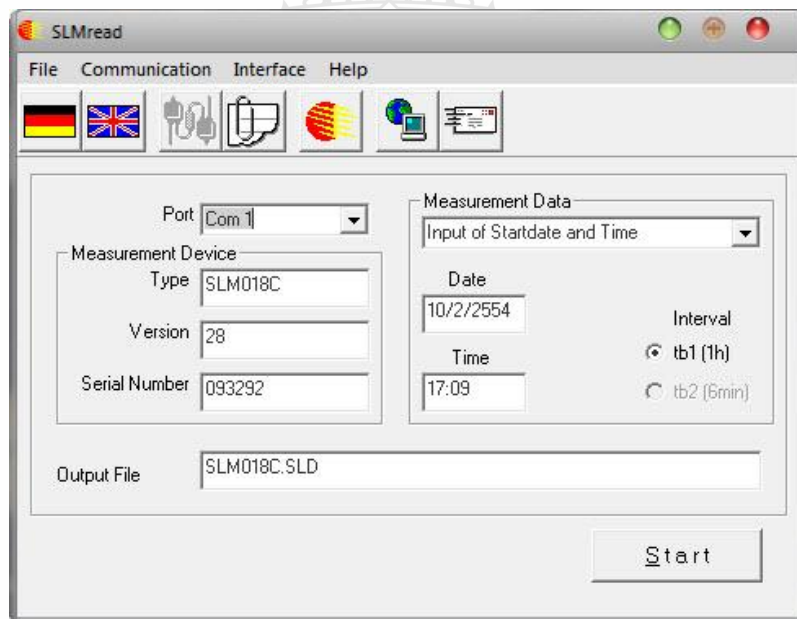 SLMread
File Communication Interface Help
Port Com 1
Measurement Device
Type SLM018C
Version 28
Serial Number 093292
Measurement Data
Input of Startdate and Time
Date
10/2/2554
Time
17:09
Interval
tb1 (1h)
tb2 (6min)
Output File SLM018C.SLD
Start